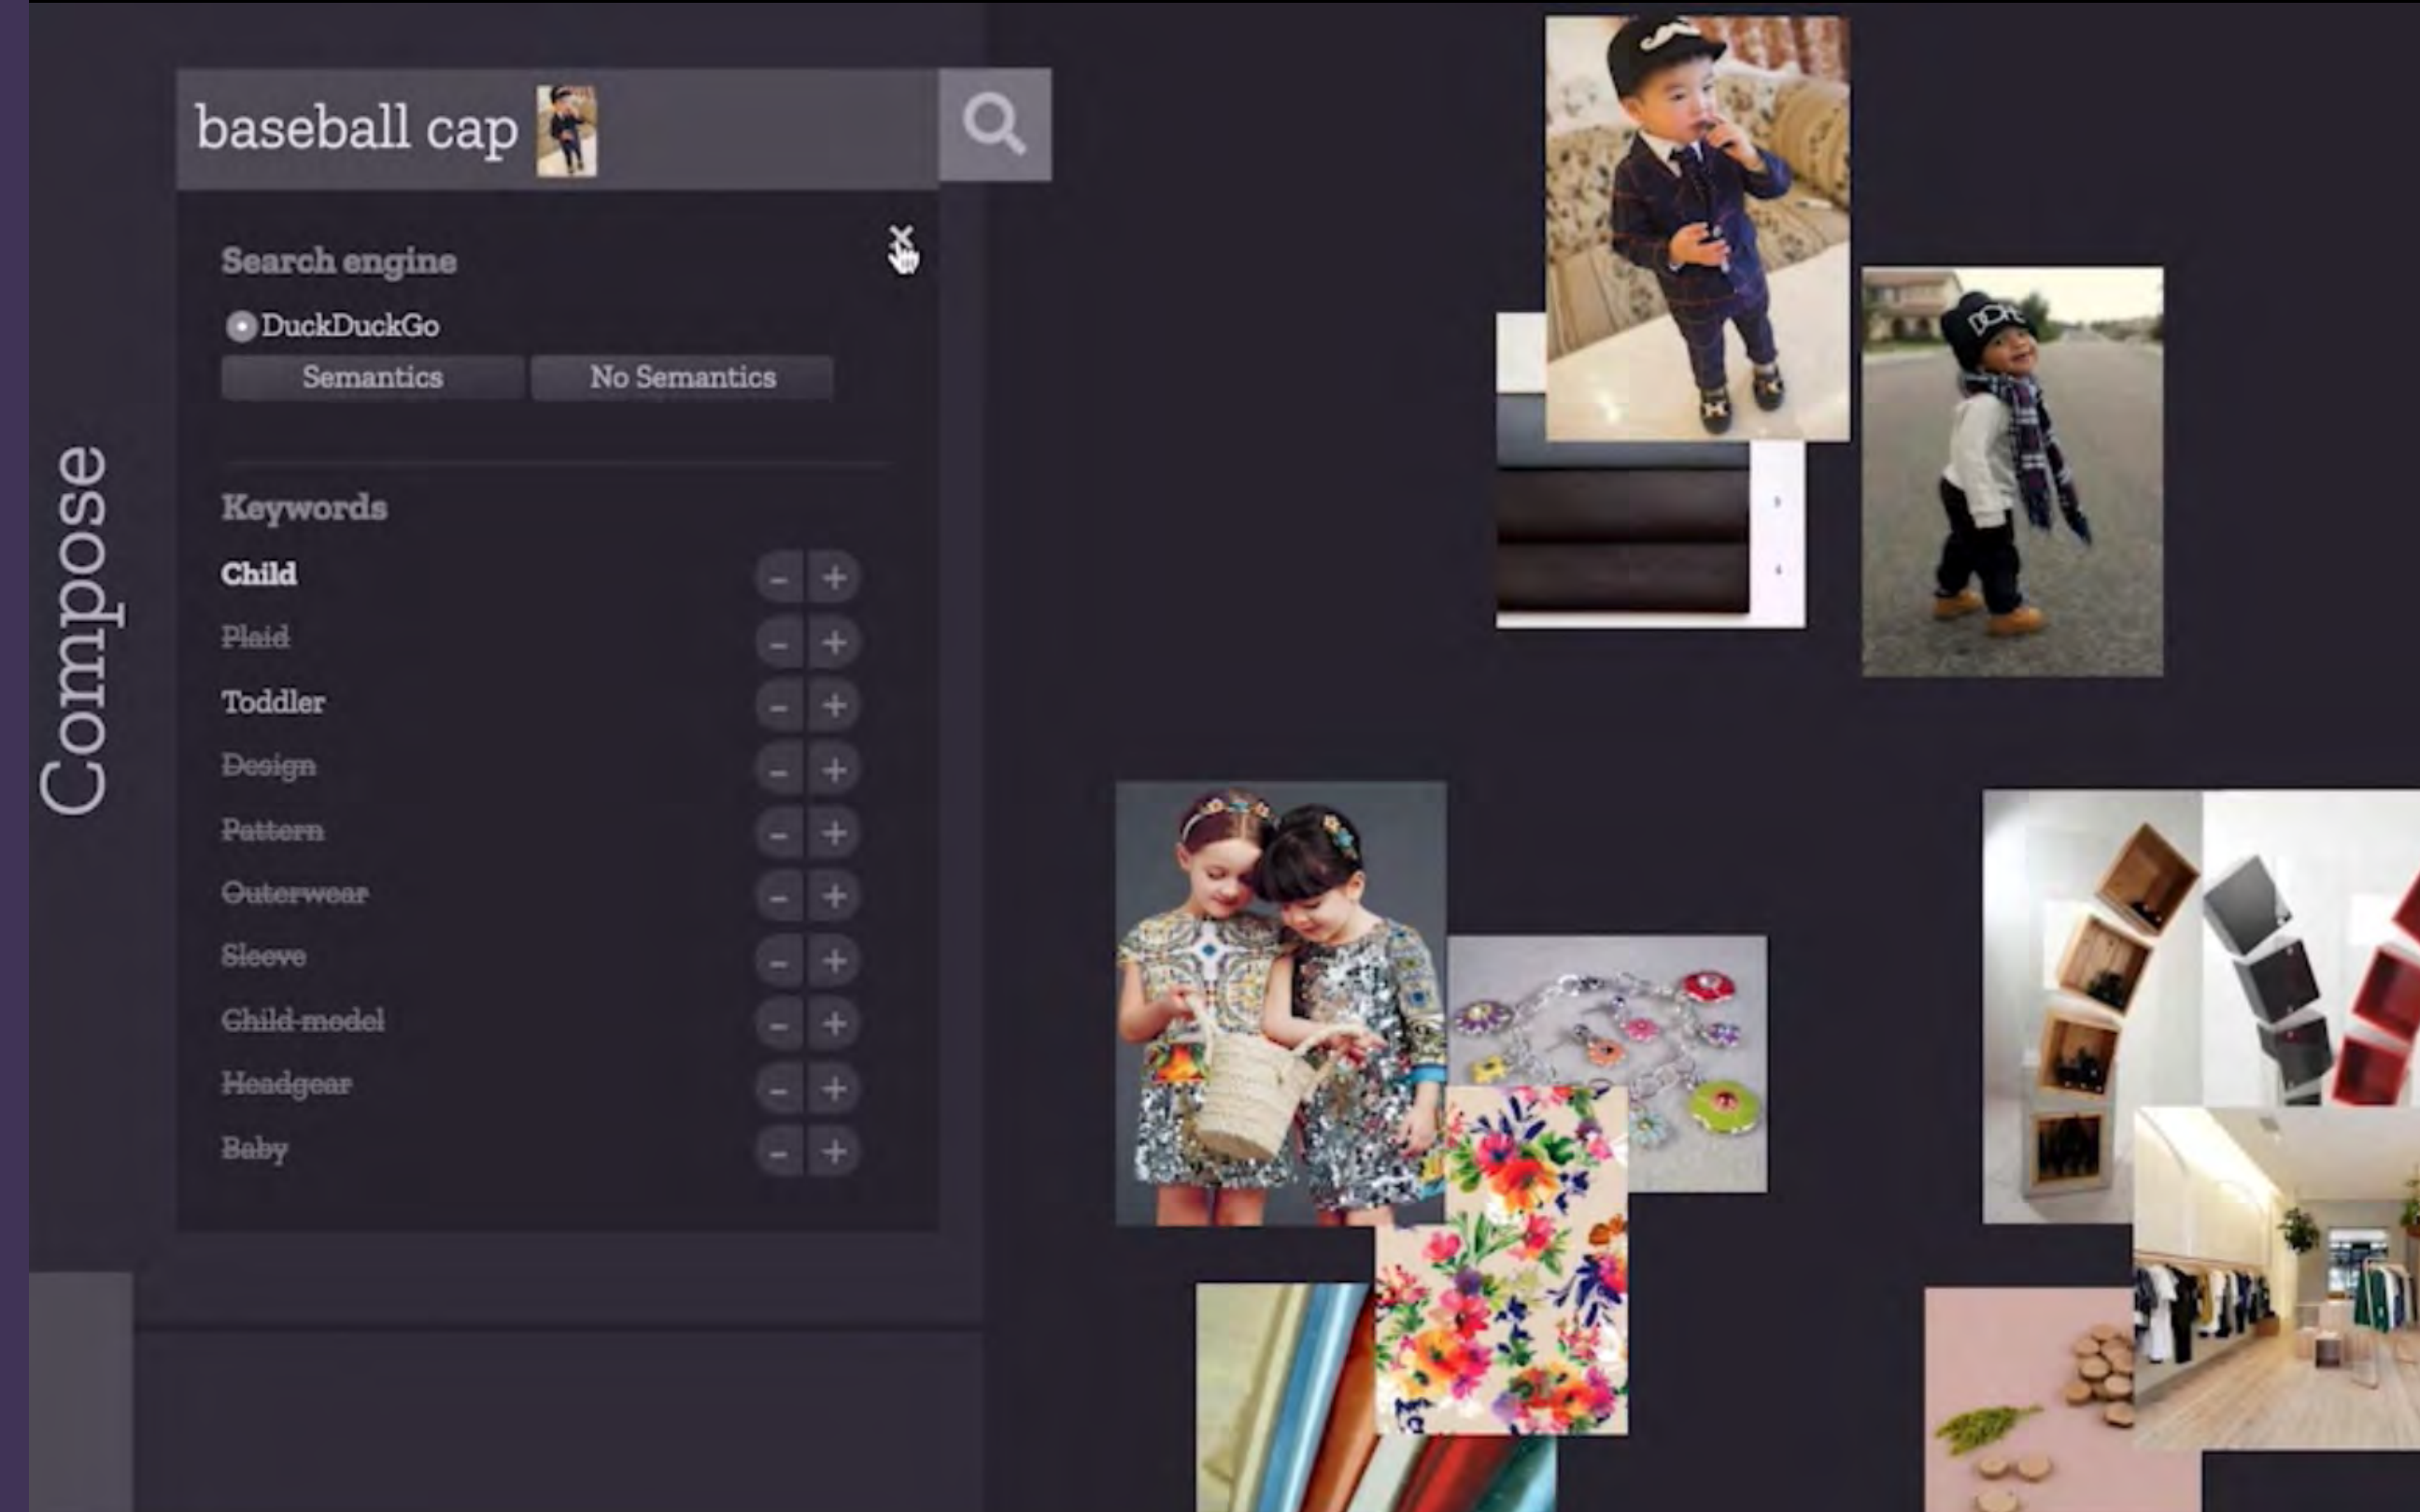 baseball cap
Search engine
DuckDuckGo
Semantics
No Semantics
Keywords
Child
Plaid
Toddler
Design
Pattern
Outerwear
Sleeve
Child model
Headgear
Baby
Compose
DOPE